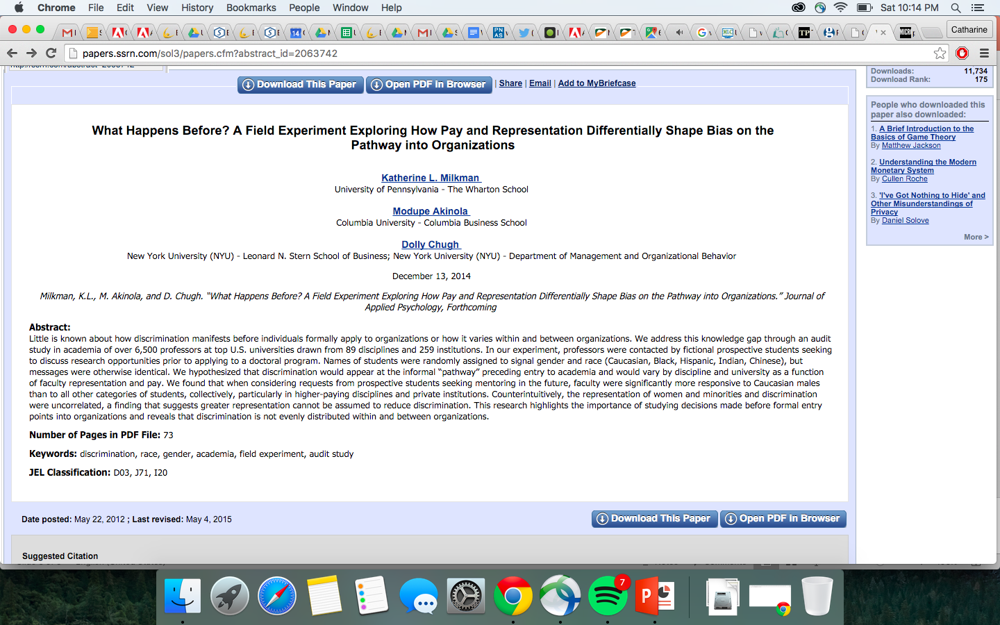 Chrome File Edit View History Bookmarks People Window Help Sat 10:14 PM
Catharine
papers.ssrn.com/sol3/papers.cfm?abstract_id=2063742
Download This Paper Open PDF In Browser | Share | Email | Add to MyBriefcase
What Happens Before? A Field Experiment Exploring How Pay and Representation Differentially Shape Bias on the
Pathway into Organizations
Katherine L. Milkman
University of Pennsylvania - The Wharton School
Modupe Akinola
Columbia University - Columbia Business School
Dolly Chugh
New York University (NYU) - Leonard N. Stern School of Business; New York University (NYU) - Department of Management and Organizational Behavior
December 13, 2014
Milkman, K.L., M. Akinola, and D. Chugh. “What Happens Before? A Field Experiment Exploring How Pay and Representation Differentially Shape Bias on the Pathway into Organizations.” Journal of
Applied Psychology, Forthcoming
Abstract:
Little is known about how discrimination manifests before individuals formally apply to organizations or how it varies within and between organizations. We address this knowledge gap through an audit
study in academia of over 6,500 professors at top U.S. universities drawn from 89 disciplines and 259 institutions. In our experiment, professors were contacted by fictional prospective students seeking
to discuss research opportunities prior to applying to a doctoral program. Names of students were randomly assigned to signal gender and race (Caucasian, Black, Hispanic, Indian, Chinese), but
messages were otherwise identical. We hypothesized that discrimination would appear at the informal “pathway” preceding entry to academia and would vary by discipline and university as a function
of faculty representation and pay. We found that when considering requests from prospective students seeking mentoring in the future, faculty were significantly more responsive to Caucasian males
than to all other categories of students, collectively, particularly in higher-paying disciplines and private institutions. Counterintuitively, the representation of women and minorities and discrimination
were uncorrelated, a finding that suggests greater representation cannot be assumed to reduce discrimination. This research highlights the importance of studying decisions made before formal entry
points into organizations and reveals that discrimination is not evenly distributed within and between organizations.
Number of Pages in PDF File: 73
Keywords: discrimination, race, gender, academia, field experiment, audit study
JEL Classification: D03, J71, I20
Date posted: May 22, 2012 ; Last revised: May 4, 2015
Download This Paper Open PDF In Browser
Suggested Citation
Downloads: 11,734
Download Rank: 175
People who downloaded this
paper also downloaded:
1. A Brief Introduction to the
Basics of Game Theory
By Matthew Jackson
2. Understanding the Modern
Monetary System
By Cullen Roche
3. 'I've Got Nothing to Hide' and
Other Misunderstandings of
Privacy
By Daniel Solove
More >
7